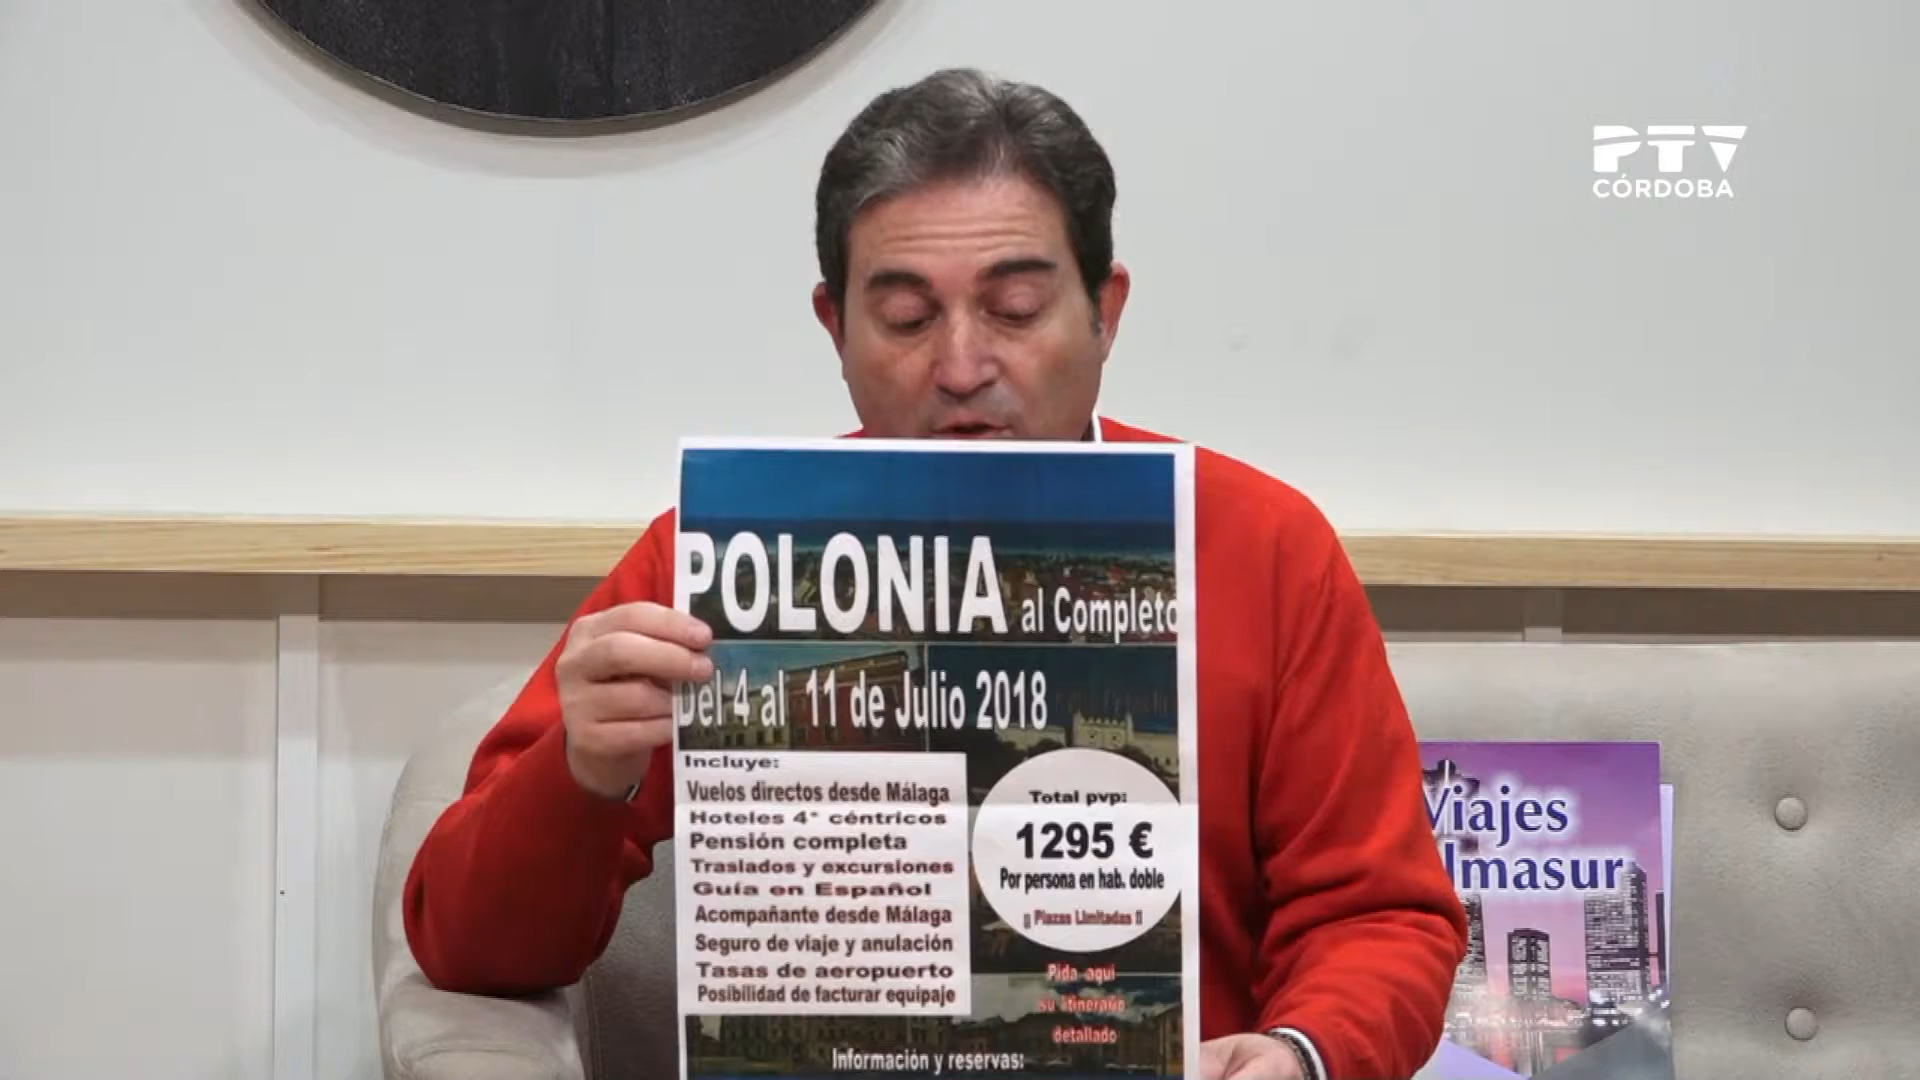 PTV
CÓRDOBA
POLONIA al Completo
Del 4 al 11 de Julio 2018
Incluye:
Vuelos directos desde Málaga
Hoteles 4* céntricos
Pensión completa
Traslados y excursiones
Guía en Español
Acompañante desde Málaga
Seguro de viaje y anulación
Tasas de aeropuerto
Posibilidad de facturar equipaje
Total pvp:
1295 €
Por persona en hab. doble
¡¡ Plazas Limitadas !!
Pida aquí
su itinerario
detallado
Información y reservas:
Viajes
lmasur